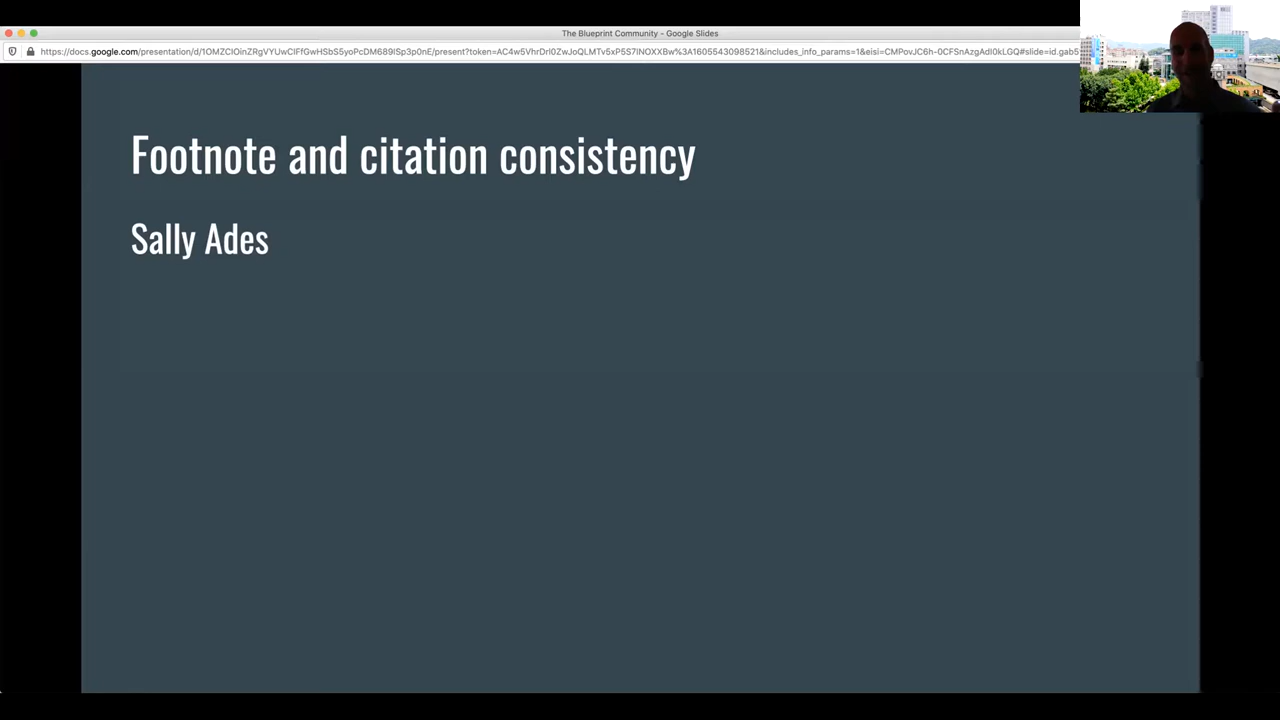 The Blueprint Community - Google Slides
Footnote and citation consistency
Sally Ades